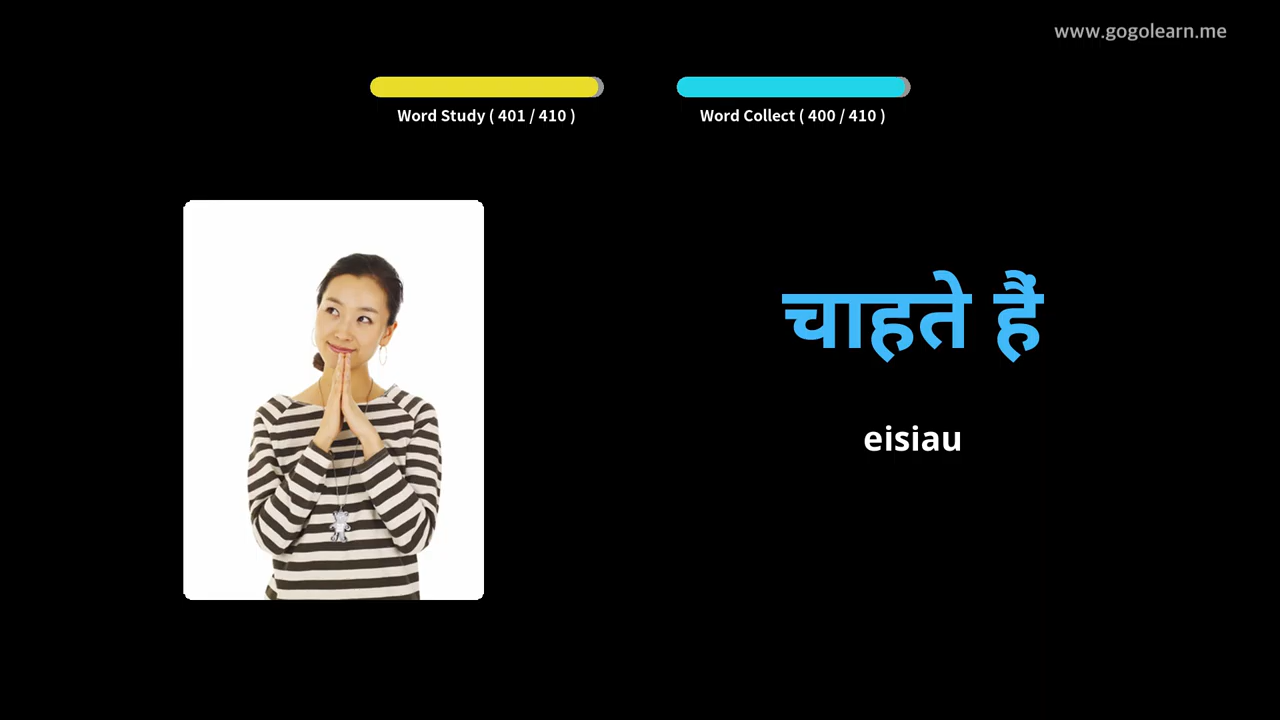 www.gogolearn.me
Word Study ( 401 / 410 )
Word Collect ( 400 / 410 )
चाहते हैं
eisiau